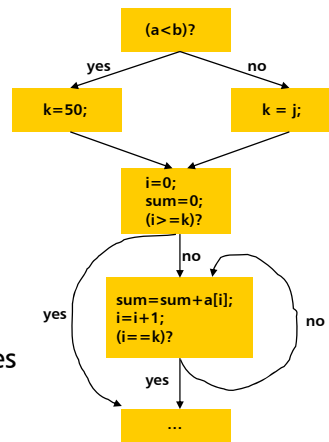 (a<b)?
yes
no
k=50;
k = j;
i=0;
sum=0;
(i>=k)?
no
sum=sum+a[i];
i=i+1;
(i==k)?
yes
no
es
yes
...